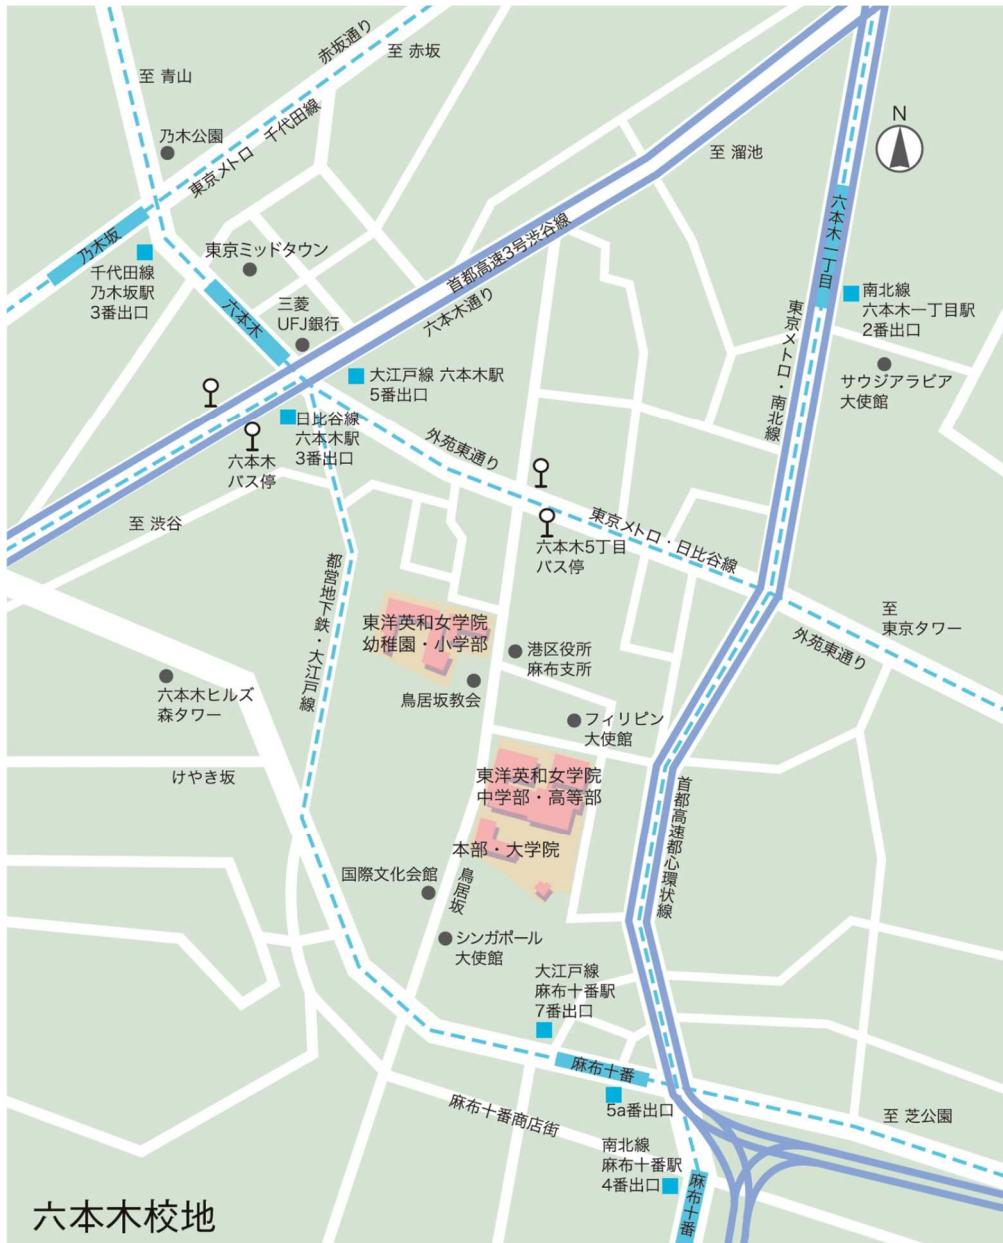 赤坂通り
至 赤坂
至 青山
乃木公園
東京メトロ 千代田線
至 溜池
N
乃木坂
東京ミッドタウン
首都高速3号渋谷線
六本木一丁目
千代田線
乃木坂駅
3番出口
六本木
三菱
UFJ銀行
六本木通り
東京メトロ・南北線
南北線
六本木一丁目駅
2番出口
大江戸線 六本木駅
5番出口
サウジアラビア
大使館
日比谷線
六本木駅
3番出口
外苑東通り
六本木
バス停
至 渋谷
東京メトロ・日比谷線
六本木5丁目
バス停
都営地下鉄・大江戸線
東洋英和女学院
幼稚園・小学部
港区役所
麻布支所
至
東京タワー
外苑東通り
六本木ヒルズ
森タワー
鳥居坂教会
フィリピン
大使館
けやき坂
東洋英和女学院
中学部・高等部
首都高速都心環状線
本部・大学院
国際文化会館
鳥居坂
シンガポール
大使館
大江戸線
麻布十番駅
7番出口
麻布十番
5a番出口
麻布十番商店街
至 芝公園
南北線
麻布十番駅
4番出口
麻布十番
六本木校地